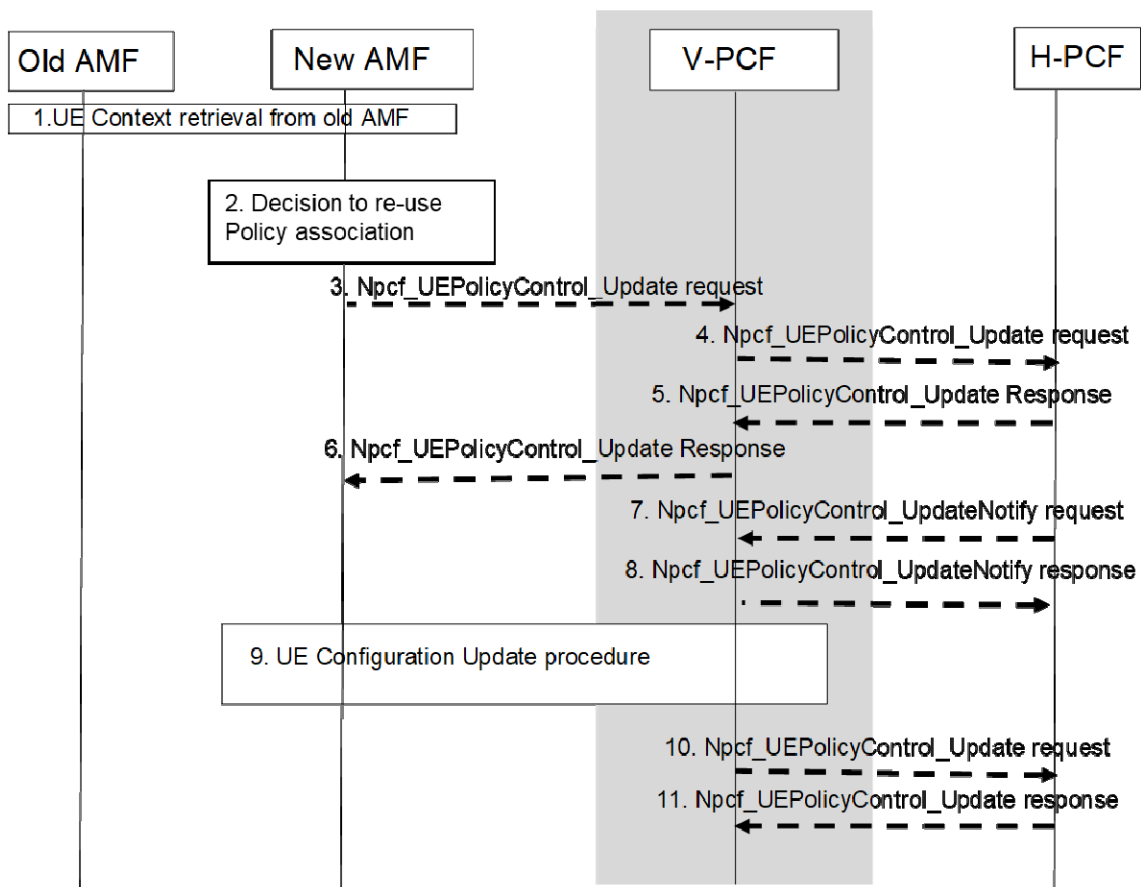 Old AMF
New AMF
V-PCF
H-PCF
1.UE Context retrieval from old AMF
2. Decision to re-use
Policy association
3. Npcf_UEPolicyControl_Update request
4. Npcf_UEPolicyControl_Update request
5. Npcf_UEPolicyControl_Update Response
6. Npcf_UEPolicyControl_Update Response
7. Npcf_UEPolicyControl_UpdateNotify request
8. Npcf_UEPolicyControl_UpdateNotify response
9. UE Configuration Update procedure
10. Npcf_UEPolicyControl_Update request
11. Npcf_UEPolicyControl_Update response